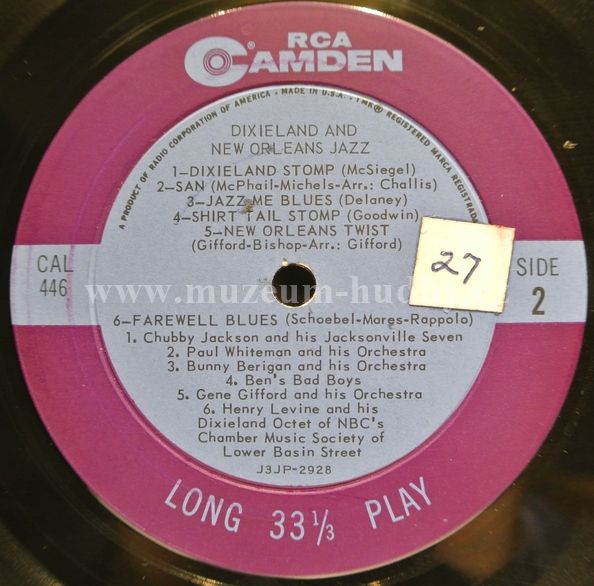 RCA
CAMDEN
A PRODUCT OF RADIO CORPORATION OF AMERICA • MADE IN U.S.A. • TMK® REGISTERED MARCA REGISTRADA
DIXIELAND AND
NEW ORLEANS JAZZ
1—DIXIELAND STOMP (McSiegel)
2—SAN (McPhail-Michels-Arr.: Challis)
3—JAZZ ME BLUES (Delaney)
4—SHIRT TAIL STOMP (Goodwin)
5—NEW ORLEANS TWIST
(Gifford-Bishop-Arr.: Gifford)
CAL
446
27
SIDE
2
www.muzeum-hud
6—FAREWELL BLUES (Schoebel-Mares-Rappolo)
1. Chubby Jackson and his Jacksonville Seven
2. Paul Whiteman and his Orchestra
3. Bunny Berigan and his Orchestra
4. Ben's Bad Boys
5. Gene Gifford and his Orchestra
6. Henry Levine and his
Dixieland Octet of NBC's
Chamber Music Society of
Lower Basin Street
J3JP-2928
LONG 33 1/3 PLAY